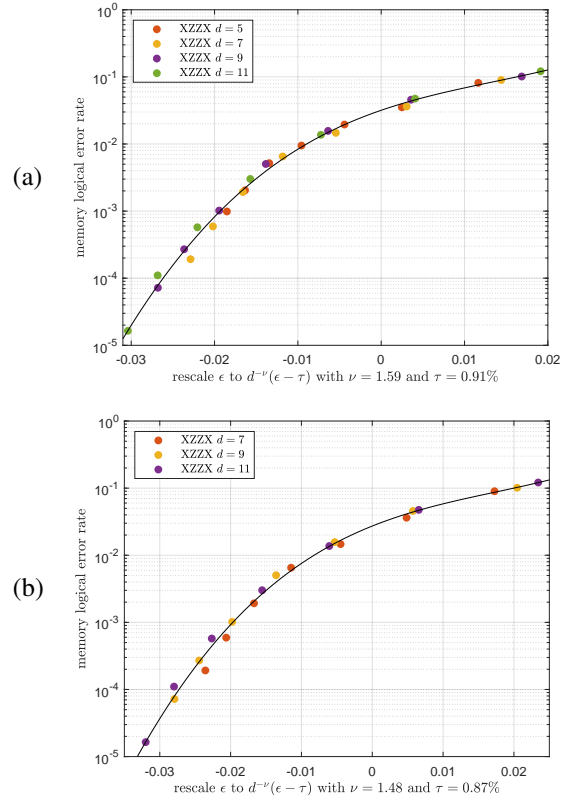 (a)
10^0
10^-1
10^-2
10^-3
10^-4
10^-5
memory logical error rate
XZZX d = 5
XZZX d = 7
XZZX d = 9
XZZX d = 11
-0.03 -0.02 -0.01 0 0.01 0.02
rescale ϵ to d^{-ν}(ϵ − τ) with ν = 1.59 and τ = 0.91%
(b)
10^0
10^-1
10^-2
10^-3
10^-4
10^-5
memory logical error rate
XZZX d = 7
XZZX d = 9
XZZX d = 11
-0.03 -0.02 -0.01 0 0.01 0.02
rescale ϵ to d^{-ν}(ϵ − τ) with ν = 1.48 and τ = 0.87%